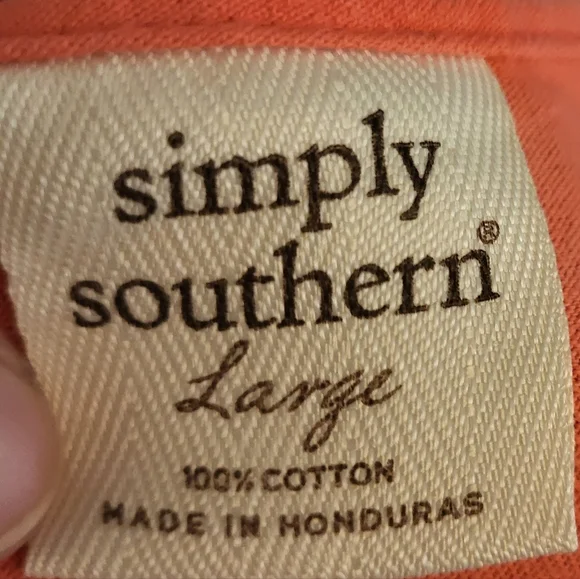 simply
southern®
Large
100% COTTON
MADE IN HONDURAS